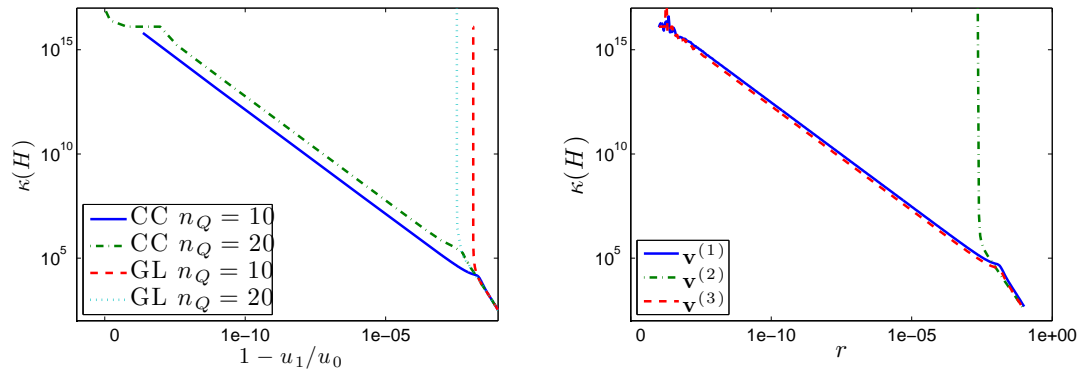 κ(H)
10^15
10^10
10^5
CC n_Q = 10
CC n_Q = 20
GL n_Q = 10
GL n_Q = 20
0 1e-10 1e-05
1 − u_1/u_0
κ(H)
10^15
10^10
10^5
v^(1)
v^(2)
v^(3)
0 1e-10 1e-05 1e+00
r